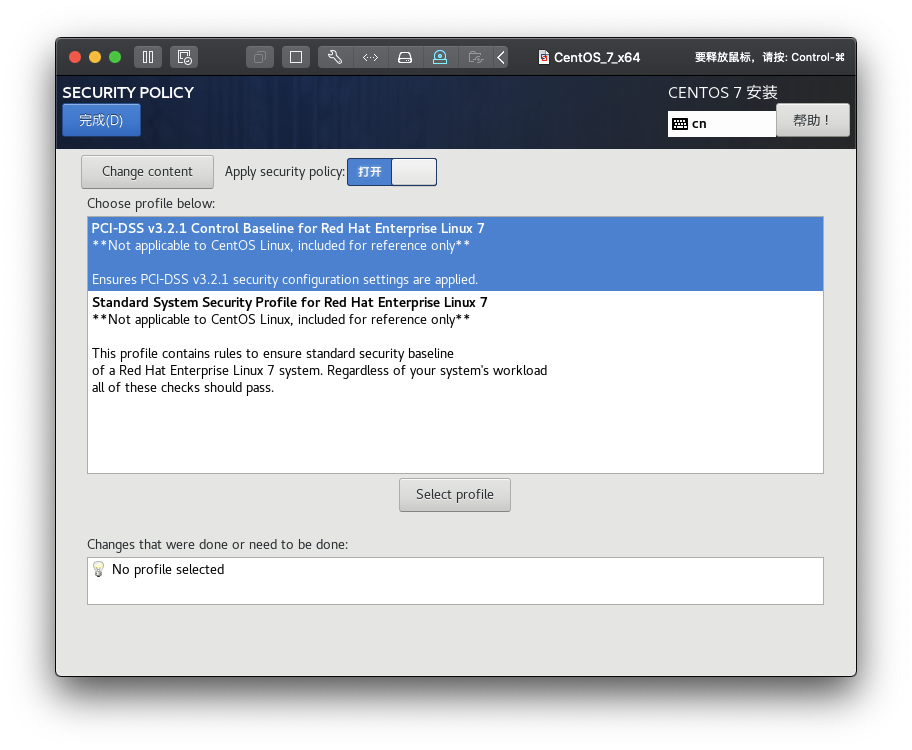 CentOS_7_x64
要释放鼠标，请按: Control-⌘
SECURITY POLICY
CENTOS 7 安装
完成(D)
cn
帮助！
Change content
Apply security policy:
打开
Choose profile below:
PCI-DSS v3.2.1 Control Baseline for Red Hat Enterprise Linux 7
**Not applicable to CentOS Linux, included for reference only**
Ensures PCI-DSS v3.2.1 security configuration settings are applied.
Standard System Security Profile for Red Hat Enterprise Linux 7
**Not applicable to CentOS Linux, included for reference only**
This profile contains rules to ensure standard security baseline
of a Red Hat Enterprise Linux 7 system. Regardless of your system's workload
all of these checks should pass.
Select profile
Changes that were done or need to be done:
No profile selected